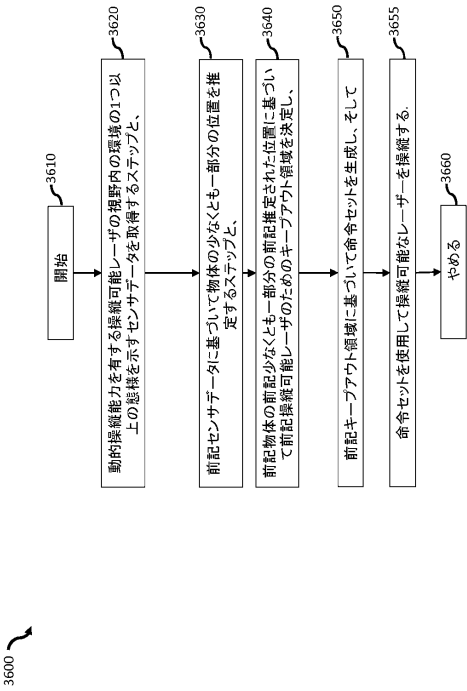 3600
開始
3610
動的操縦能力を有する操縦可能レーザの視野内の環境の1つ以
上の態様を示すセンサデータを取得するステップと、
3620
前記センサデータに基づいて物体の少なくとも一部分の位置を推
定するステップと、
3630
前記物体の前記少なくとも一部分の前記推定された位置に基づい
て前記操縦可能レーザのためのキープアウト領域を決定し、
3640
前記キープアウト領域に基づいて命令セットを生成し、そして
3650
命令セットを使用して操縦可能なレーザーを操縦する.
3655
やめる
3660